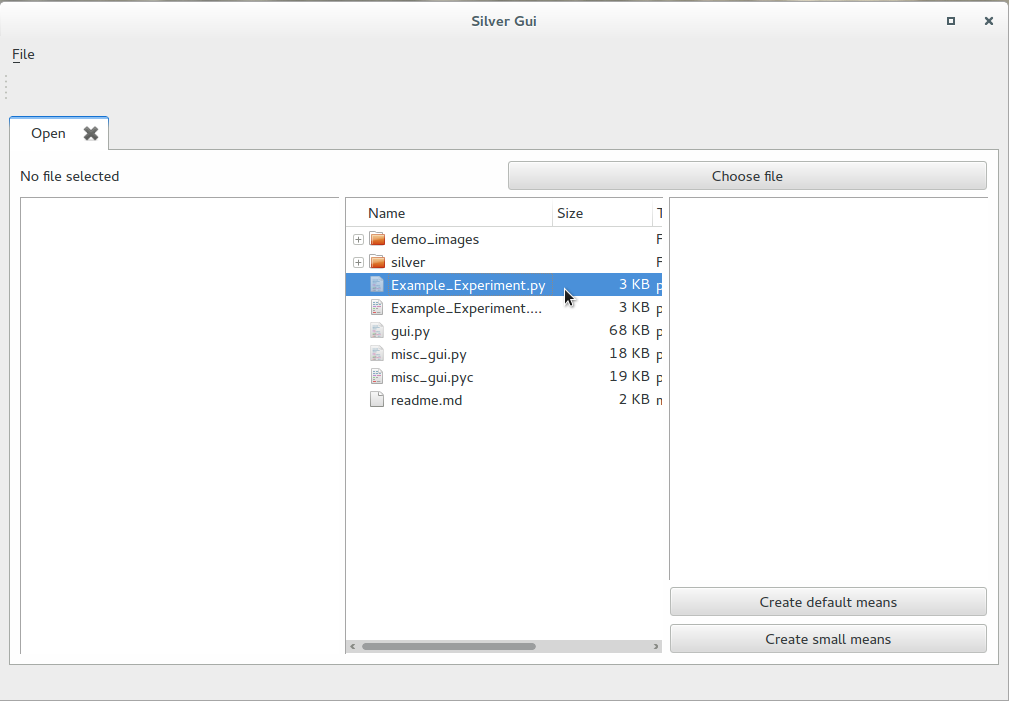 Silver Gui
File
Open
No file selected
Choose file
Name Size
demo_images
silver
Example_Experiment.py 3 KB
Example_Experiment.... 3 KB
gui.py 68 KB
misc_gui.py 18 KB
misc_gui.pyc 19 KB
readme.md 2 KB
Create default means
Create small means